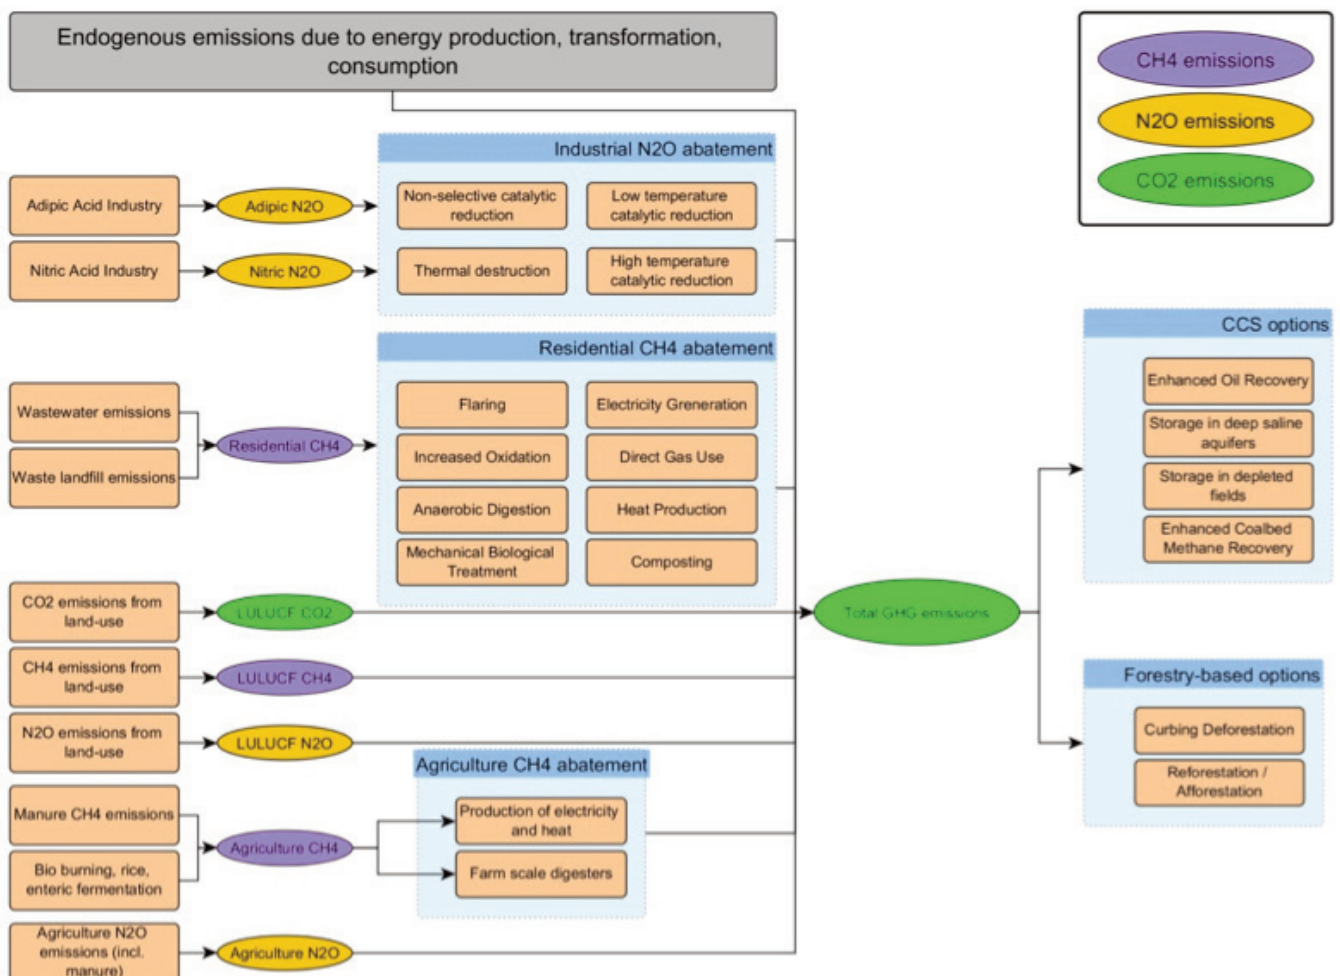 Endogenous emissions due to energy production, transformation,
consumption
CH4 emissions
N2O emissions
CO2 emissions
Industrial N2O abatement
Adipic Acid Industry
Adipic N2O
Non-selective catalytic
reduction
Low temperature
catalytic reduction
Nitric Acid Industry
Nitric N2O
Thermal destruction
High temperature
catalytic reduction
Residential CH4 abatement
Wastewater emissions
Waste landfill emissions
Residential CH4
Flaring
Electricity Greneration
Increased Oxidation
Direct Gas Use
Anaerobic Digestion
Heat Production
Mechanical Biological
Treatment
Composting
CO2 emissions from
land-use
LULUCF CO2
CH4 emissions from
land-use
LULUCF CH4
N2O emissions from
land-use
LULUCF N2O
Agriculture CH4 abatement
Manure CH4 emissions
Bio burning, rice,
enteric fermentation
Agriculture CH4
Production of electricity
and heat
Farm scale digesters
Agriculture N2O
emissions (incl.
manure)
Agriculture N2O
Total GHG emissions
CCS options
Enhanced Oil Recovery
Storage in deep saline
aquifers
Storage in depleted
fields
Enhanced Coalbed
Methane Recovery
Forestry-based options
Curbing Deforestation
Reforestation /
Afforestation